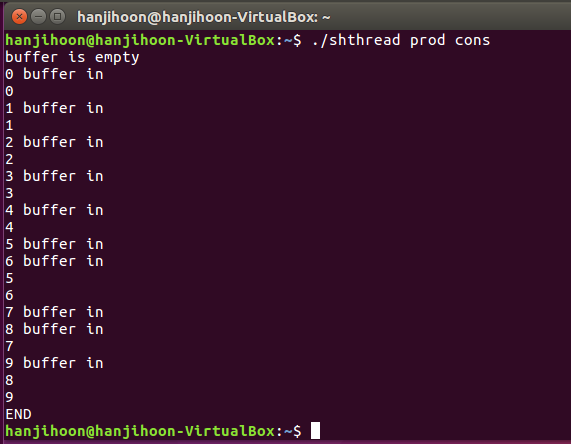 hanjihoon@hanjihoon-VirtualBox: ~
hanjihoon@hanjihoon-VirtualBox:~$ ./shthread prod cons
buffer is empty
0 buffer in
0
1 buffer in
1
2 buffer in
2
3 buffer in
3
4 buffer in
4
5 buffer in
6 buffer in
5
6
7 buffer in
8 buffer in
7
9 buffer in
8
9
END
hanjihoon@hanjihoon-VirtualBox:~$